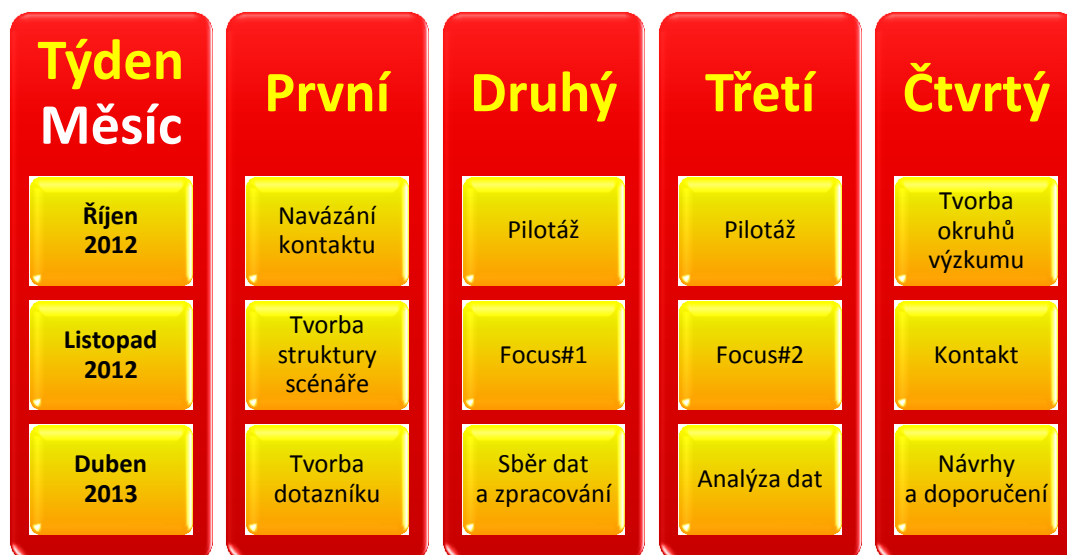 Týden
Měsíc
První
Druhý
Třetí
Čtvrtý
Říjen
2012
Navázání
kontaktu
Pilotáž
Pilotáž
Tvorba
okruhů
výzkumu
Listopad
2012
Tvorba
struktury
scénáře
Focus#1
Focus#2
Kontakt
Duben
2013
Tvorba
dotazníku
Sběr dat
a zpracování
Analýza dat
Návrhy
a doporučení